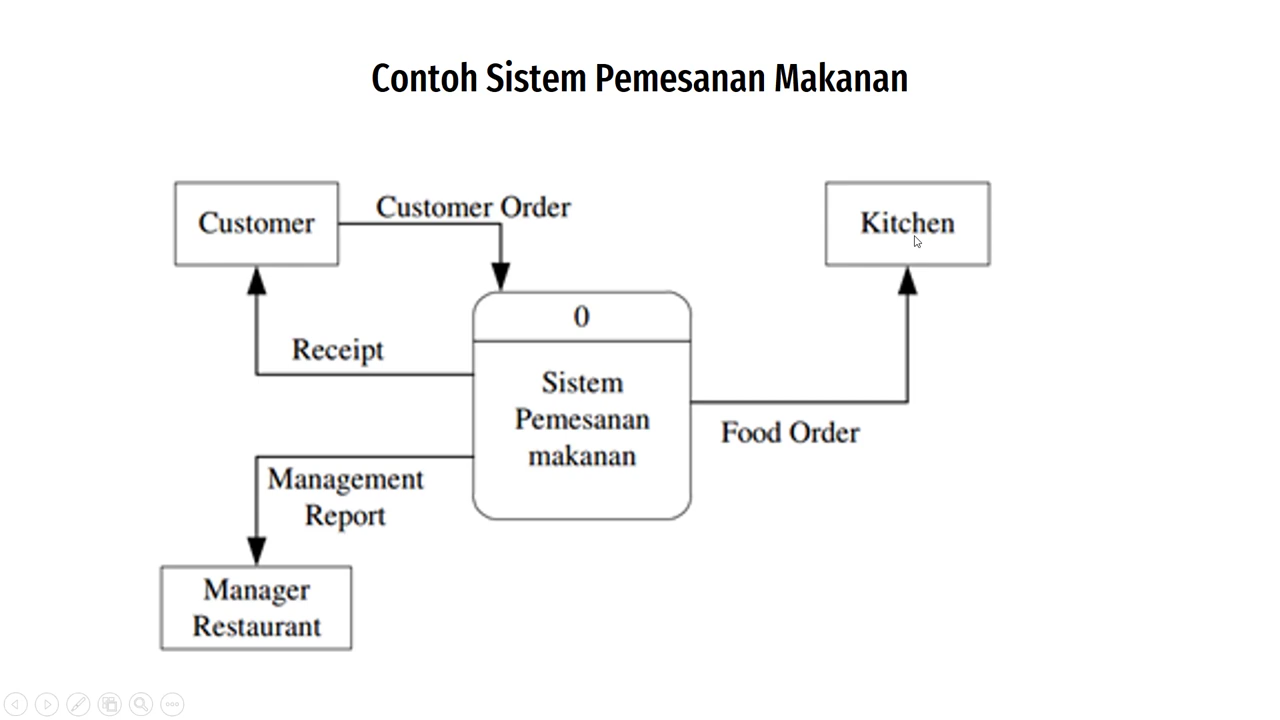 Contoh Sistem Pemesanan Makanan
Customer
Customer Order
Kitchen
0
Receipt
Sistem
Pemesanan
makanan
Food Order
Management
Report
Manager
Restaurant